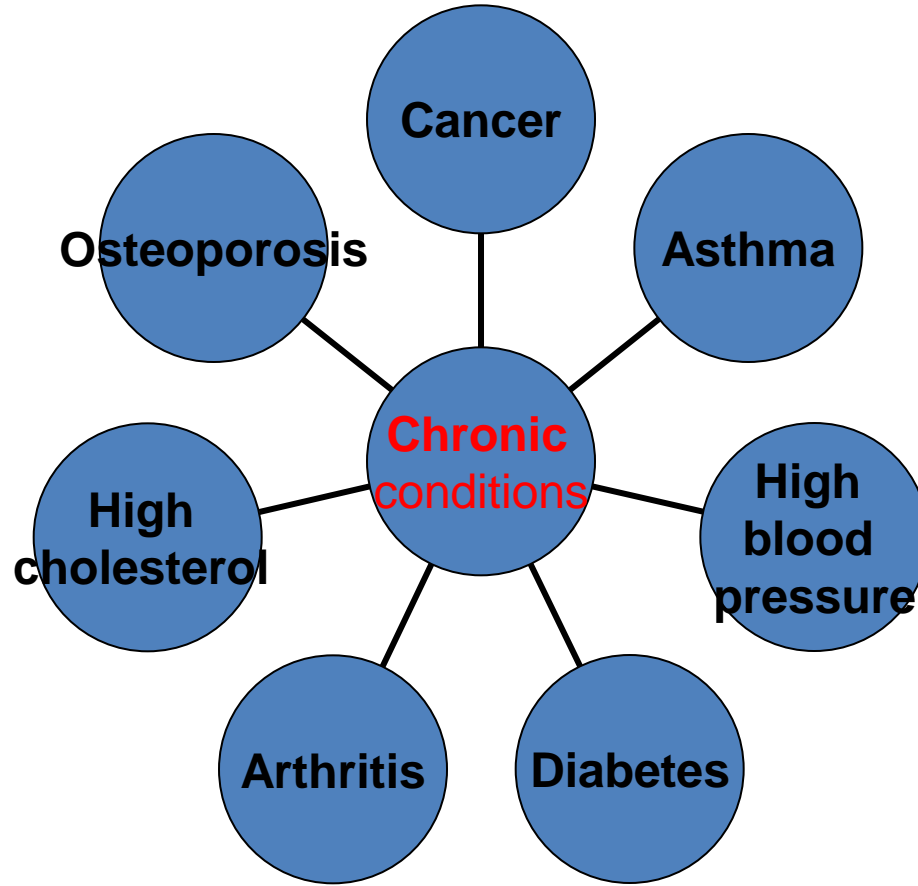 Cancer
Osteoporosis
Asthma
Chronic
conditions
High
cholesterol
High
blood
pressure
Arthritis
Diabetes